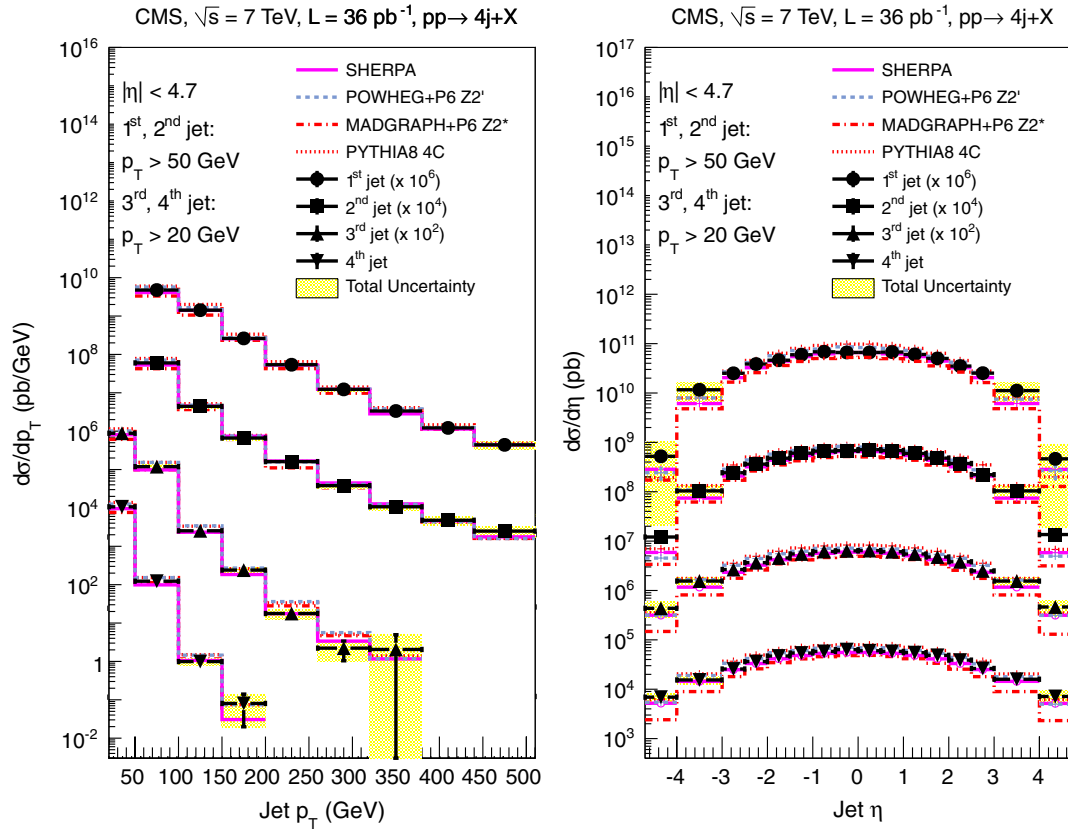 CMS, √s = 7 TeV, L = 36 pb⁻¹, pp→ 4j+X
10¹⁶
10¹⁴
10¹²
10¹⁰
10⁸
10⁶
10⁴
10²
1
10⁻²
dσ/dp_T (pb/GeV)
|η| < 4.7
1ˢᵗ, 2ⁿᵈ jet:
p_T > 50 GeV
3ʳᵈ, 4ᵗʰ jet:
p_T > 20 GeV
SHERPA
POWHEG+P6 Z2'
MADGRAPH+P6 Z2*
PYTHIA8 4C
1ˢᵗ jet (x 10⁶)
2ⁿᵈ jet (x 10⁴)
3ʳᵈ jet (x 10²)
4ᵗʰ jet
Total Uncertainty
50 100 150 200 250 300 350 400 450 500
Jet p_T (GeV)
CMS, √s = 7 TeV, L = 36 pb⁻¹, pp→ 4j+X
10¹⁷
10¹⁶
10¹⁵
10¹⁴
10¹³
10¹²
10¹¹
10¹⁰
10⁹
10⁸
10⁷
10⁶
10⁵
10⁴
10³
dσ/dη (pb)
|η| < 4.7
1ˢᵗ, 2ⁿᵈ jet:
p_T > 50 GeV
3ʳᵈ, 4ᵗʰ jet:
p_T > 20 GeV
SHERPA
POWHEG+P6 Z2'
MADGRAPH+P6 Z2*
PYTHIA8 4C
1ˢᵗ jet (x 10⁶)
2ⁿᵈ jet (x 10⁴)
3ʳᵈ jet (x 10²)
4ᵗʰ jet
Total Uncertainty
-4 -3 -2 -1 0 1 2 3 4
Jet η